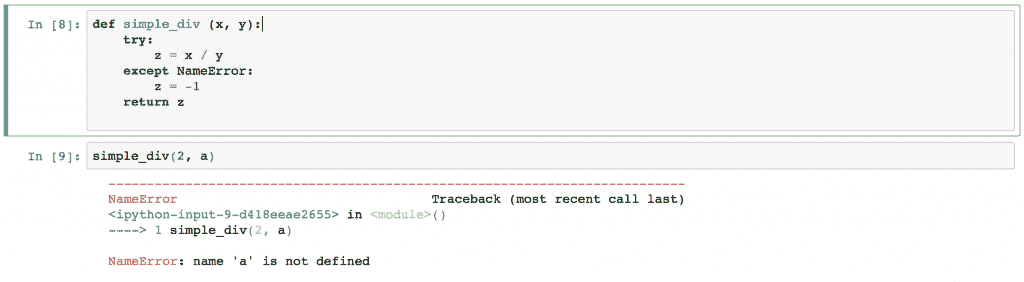 In [8]: def simple_div (x, y):
    try:
        z = x / y
    except NameError:
        z = -1
    return z
In [9]: simple_div(2, a)
---------------------------------------------------------------------------
NameError                                 Traceback (most recent call last)
<ipython-input-9-d418eeae2655> in <module>()
----> 1 simple_div(2, a)
NameError: name 'a' is not defined